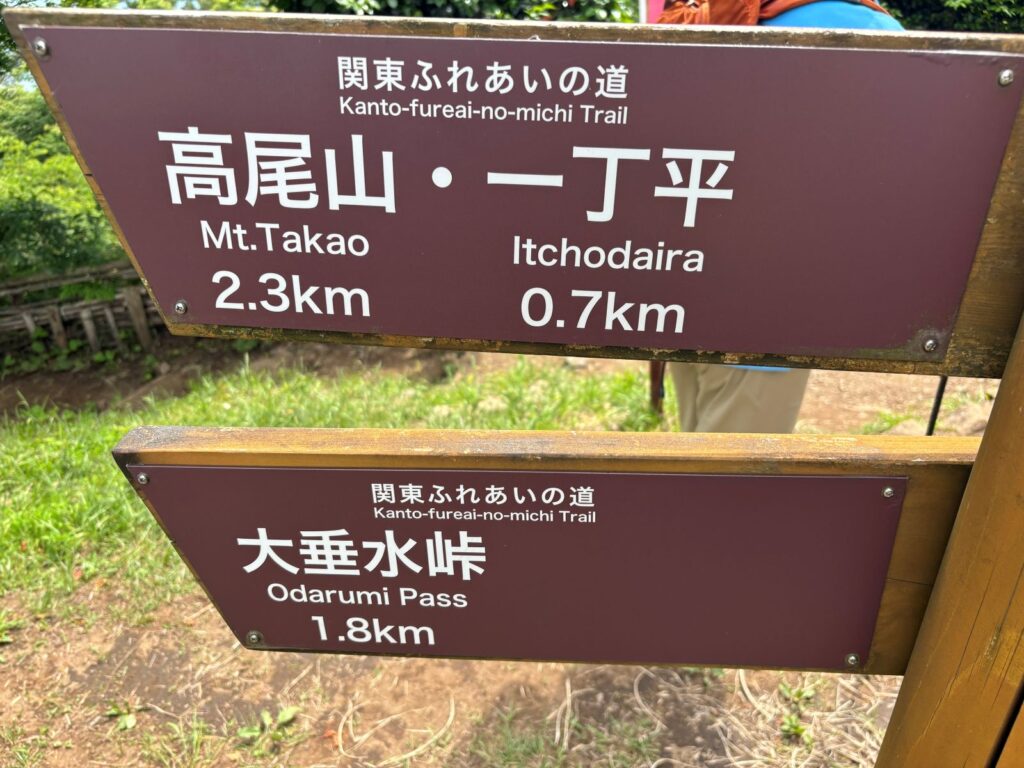 関東ふれあいの道
Kanto-fureai-no-michi Trail
高尾山・一丁平
Mt.Takao Itchodaira
2.3km 0.7km
関東ふれあいの道
Kanto-fureai-no-michi Trail
大垂水峠
Odarumi Pass
1.8km